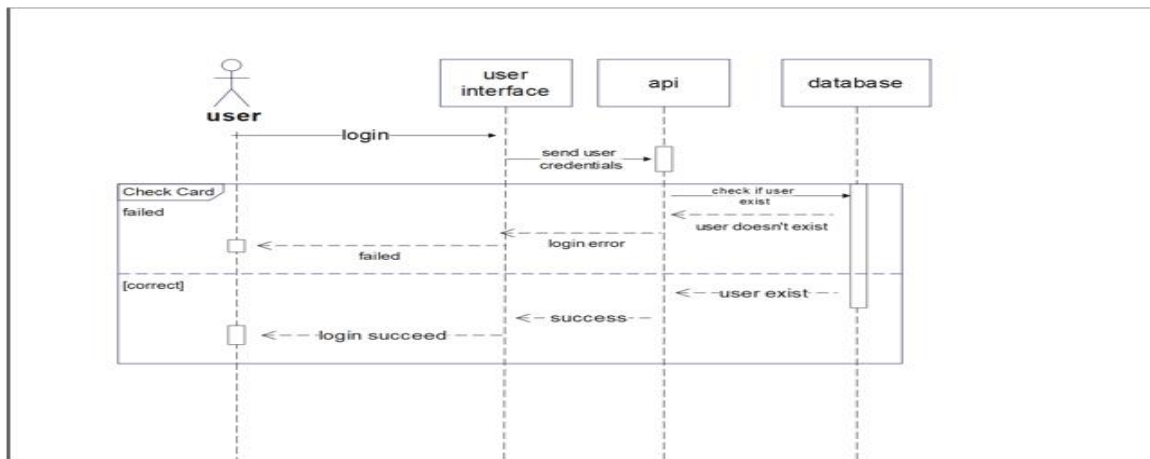 user
interface
api
database
user
login
send user
credentials
Check Card
check if user
exist
failed
user doesn't exist
login error
failed
[correct]
user exist
success
login succeed